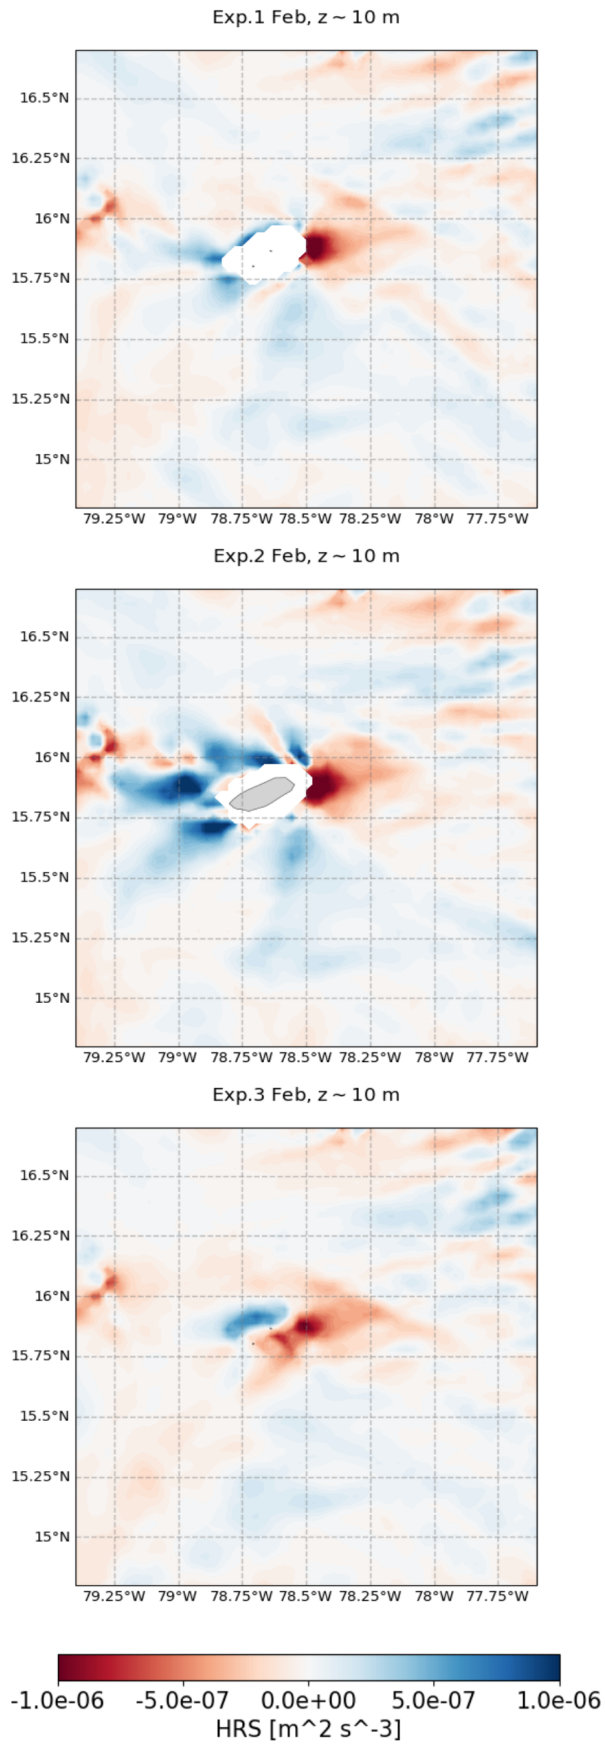 Exp.1 Feb, z ~ 10 m
16.5°N
16.25°N
16°N
15.75°N
15.5°N
15.25°N
15°N
79.25°W 79°W 78.75°W 78.5°W 78.25°W 78°W 77.75°W
Exp.2 Feb, z ~ 10 m
16.5°N
16.25°N
16°N
15.75°N
15.5°N
15.25°N
15°N
79.25°W 79°W 78.75°W 78.5°W 78.25°W 78°W 77.75°W
Exp.3 Feb, z ~ 10 m
16.5°N
16.25°N
16°N
15.75°N
15.5°N
15.25°N
15°N
79.25°W 79°W 78.75°W 78.5°W 78.25°W 78°W 77.75°W
-1.0e-06 -5.0e-07 0.0e+00 5.0e-07 1.0e-06
HRS [m^2 s^-3]